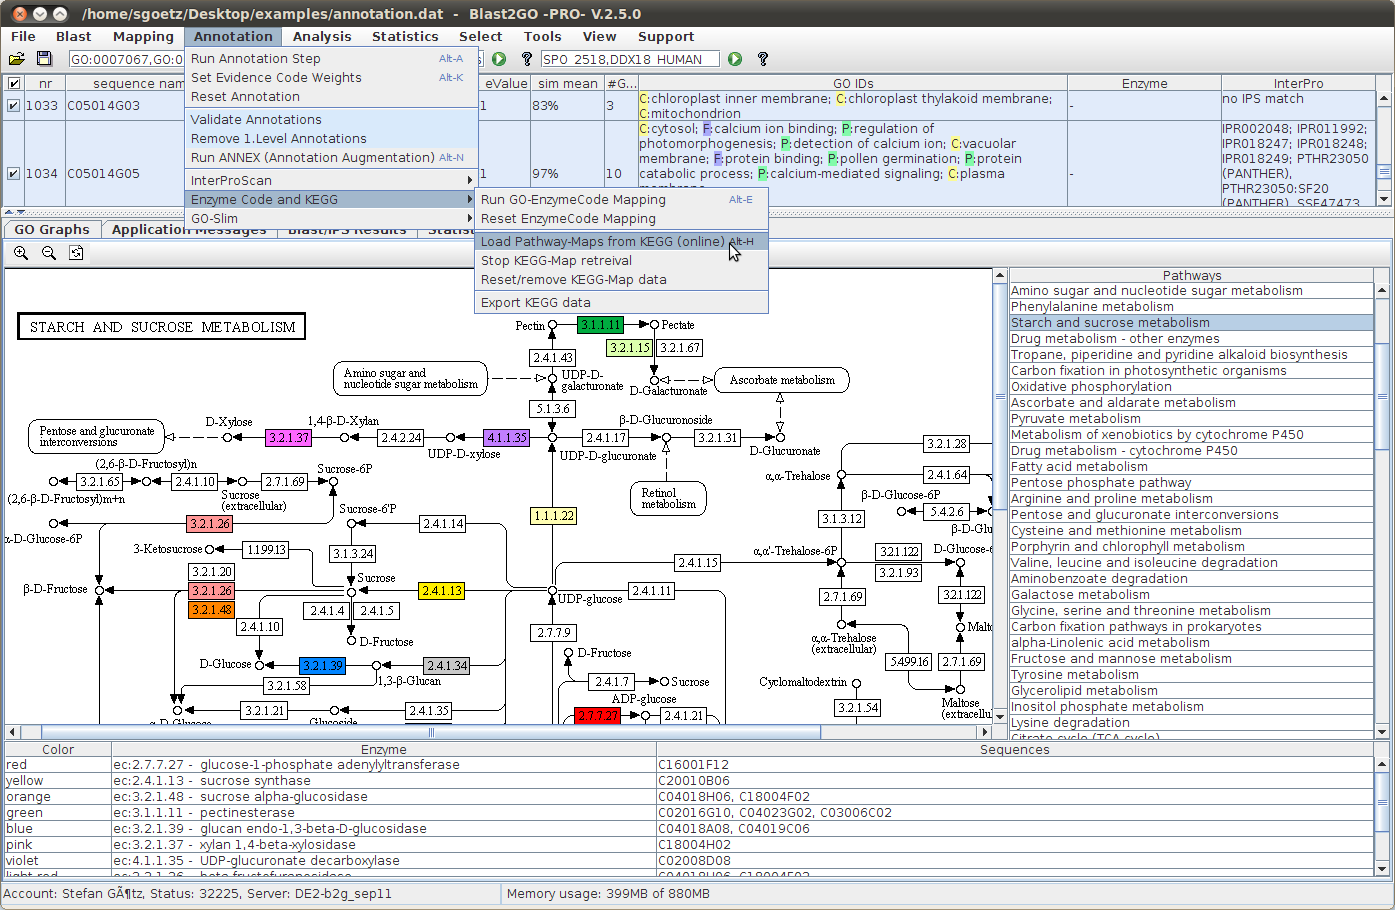 /home/sgoetz/Desktop/examples/annotation.dat - Blast2GO -PRO- V.2.5.0
File Blast Mapping Annotation Analysis Statistics Select Tools View Support
GO:0007067,GO:0
SPO_2518,DDX18_HUMAN
Run Annotation Step Alt-A
Set Evidence Code Weights Alt-K
Reset Annotation
Validate Annotations
Remove 1.Level Annotations
Run ANNEX (Annotation Augmentation) Alt-N
InterProScan
Enzyme Code and KEGG
GO-Slim
Run GO-EnzymeCode Mapping Alt-E
Reset EnzymeCode Mapping
Load Pathway-Maps from KEGG (online) Alt-H
Stop KEGG-Map retreival
Reset/remove KEGG-Map data
Export KEGG data
nr sequence nam eValue sim mean #G... GO IDs Enzyme InterPro
1033 C05014G03 1 83% 3 - no IPS match
C:chloroplast inner membrane; C:chloroplast thylakoid membrane;
C:mitochondrion
1034 C05014G05 1 97% 10 -
C:cytosol; F:calcium ion binding; P:regulation of
photomorphogenesis; P:detection of calcium ion; C:vacuolar
membrane; F:protein binding; P:pollen germination; P:protein
catabolic process; P:calcium-mediated signaling; C:plasma
IPR002048; IPR011992;
IPR018247; IPR018248;
IPR018249; PTHR23050
(PANTHER),
PTHR23050:SF20
(PANTHER), SSF47473
GO Graphs Application Messages Blast/IPS Results Statis
STARCH AND SUCROSE METABOLISM
Pectin 3.1.1.11 Pectate
3.2.1.15 3.2.1.67
2.4.1.43
Amino sugar and
nucleotide sugar metabolism
UDP-D-
galacturonate
D-Galacturonate
Ascorbate metabolism
5.1.3.6
Pentose and glucuronate
interconversions
D-Xylose 3.2.1.37 1,4-β-D-Xylan 2.4.2.24 UDP-D-xylose 4.1.1.35 UDP-D-glucuronate 2.4.1.17 β-D-Glucuronoside 3.2.1.31 D-Glucuronate
3.2.1.28
(2,6-β-D-Fructosyl)n
(2,6-β-D-Fructosyl)m+n
3.2.1.65 2.4.1.10 Sucrose
(extracellular)
2.7.1.69 Sucrose-6P
Retinol
metabolism
α,α-Trehalose 2.4.1.64
β-D-Glucose-6P 5.4.2.6
β-D-Glu
α-D-Glucose-6P 3.2.1.26 Sucrose-6'P 2.4.1.14 1.1.1.22 3.1.3.12
3-Ketosucrose 1.1.99.13 3.1.3.24 2.4.1.15 α,α'-Trehalose-6P 3.2.1.122 D-Glucose-6
3.2.1.93
3.2.1.20
β-D-Fructose 3.2.1.26 Sucrose 2.4.1.13 UDP-glucose 2.4.1.11 2.7.1.69 3.2.1.122
3.2.1.48 2.4.1.4 2.4.1.5
2.4.1.10 D-Fructose 2.7.7.9 α,α-Trehalose
(extracellular)
Malto
D-Glucose 3.2.1.39 2.4.1.34 D-Fructose 5.4.99.16 2.7.1.69
3.2.1.58 1,3-β-Glucan 2.4.1.7 Sucrose Cyclomaltodextrin
ADP-glucose
Maltose
(extracellul
α-D-Glucose 3.2.1.21 Glucoside 2.4.1.35 2.7.7.27 2.4.1.21 3.2.1.54
Pathways
Amino sugar and nucleotide sugar metabolism
Phenylalanine metabolism
Starch and sucrose metabolism
Drug metabolism - other enzymes
Tropane, piperidine and pyridine alkaloid biosynthesis
Carbon fixation in photosynthetic organisms
Oxidative phosphorylation
Ascorbate and aldarate metabolism
Pyruvate metabolism
Metabolism of xenobiotics by cytochrome P450
Drug metabolism - cytochrome P450
Fatty acid metabolism
Pentose phosphate pathway
Arginine and proline metabolism
Pentose and glucuronate interconversions
Cysteine and methionine metabolism
Porphyrin and chlorophyll metabolism
Valine, leucine and isoleucine degradation
Aminobenzoate degradation
Galactose metabolism
Glycine, serine and threonine metabolism
Carbon fixation pathways in prokaryotes
alpha-Linolenic acid metabolism
Fructose and mannose metabolism
Tyrosine metabolism
Glycerolipid metabolism
Inositol phosphate metabolism
Lysine degradation
Citrate cycle (TCA cycle)
Color Enzyme Sequences
red ec:2.7.7.27 - glucose-1-phosphate adenylyltransferase C16001F12
yellow ec:2.4.1.13 - sucrose synthase C20010B06
orange ec:3.2.1.48 - sucrose alpha-glucosidase C04018H06, C18004F02
green ec:3.1.1.11 - pectinesterase C02016G10, C04023G02, C03006C02
blue ec:3.2.1.39 - glucan endo-1,3-beta-D-glucosidase C04018A08, C04019C06
pink ec:3.2.1.37 - xylan 1,4-beta-xylosidase C18004H02
violet ec:4.1.1.35 - UDP-glucuronate decarboxylase C02008D08
light red ec:3.2.1.26 - beta-fructofuranosidase C04018H06, C18004F02
Account: Stefan GÃ¶tz, Status: 32225, Server: DE2-b2g_sep11 Memory usage: 399MB of 880MB